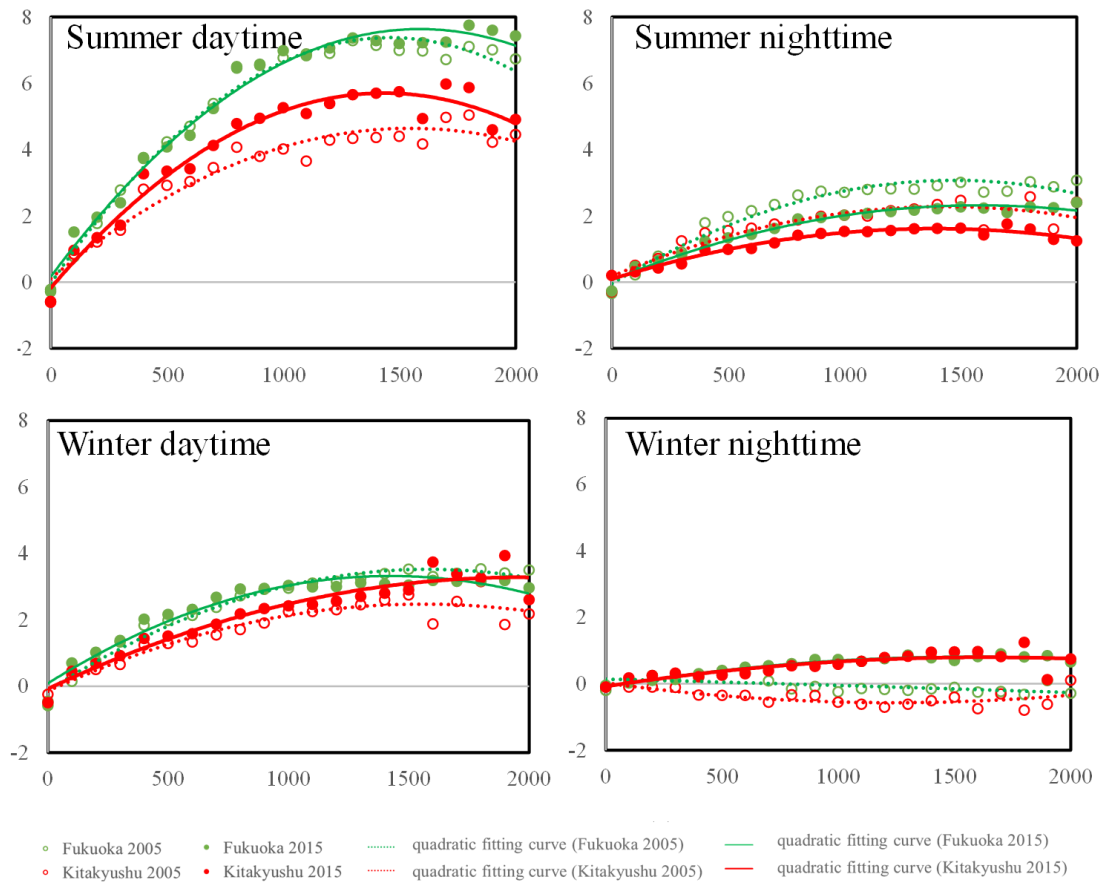 8
Summer daytime
6
4
2
0
-2
0 500 1000 1500 2000
8
Summer nighttime
6
4
2
0
-2
0 500 1000 1500 2000
8
Winter daytime
6
4
2
0
-2
0 500 1000 1500 2000
8
Winter nighttime
6
4
2
0
-2
0 500 1000 1500 2000
Fukuoka 2005 Fukuoka 2015 quadratic fitting curve (Fukuoka 2005) quadratic fitting curve (Fukuoka 2015)
Kitakyushu 2005 Kitakyushu 2015 quadratic fitting curve (Kitakyushu 2005) quadratic fitting curve (Kitakyushu 2015)